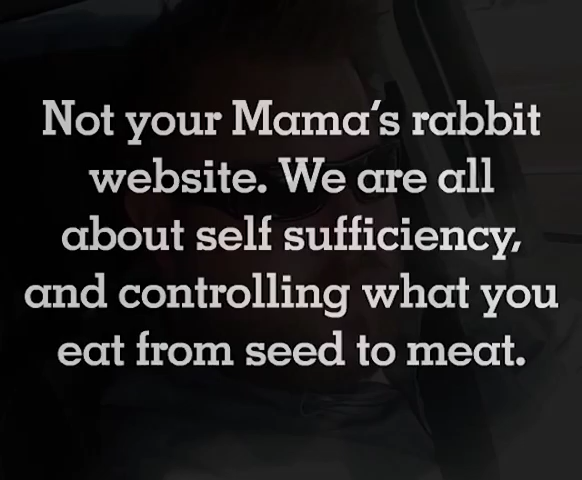 Not your Mama's rabbit
website. We are all
about self sufficiency,
and controlling what you
eat from seed to meat.